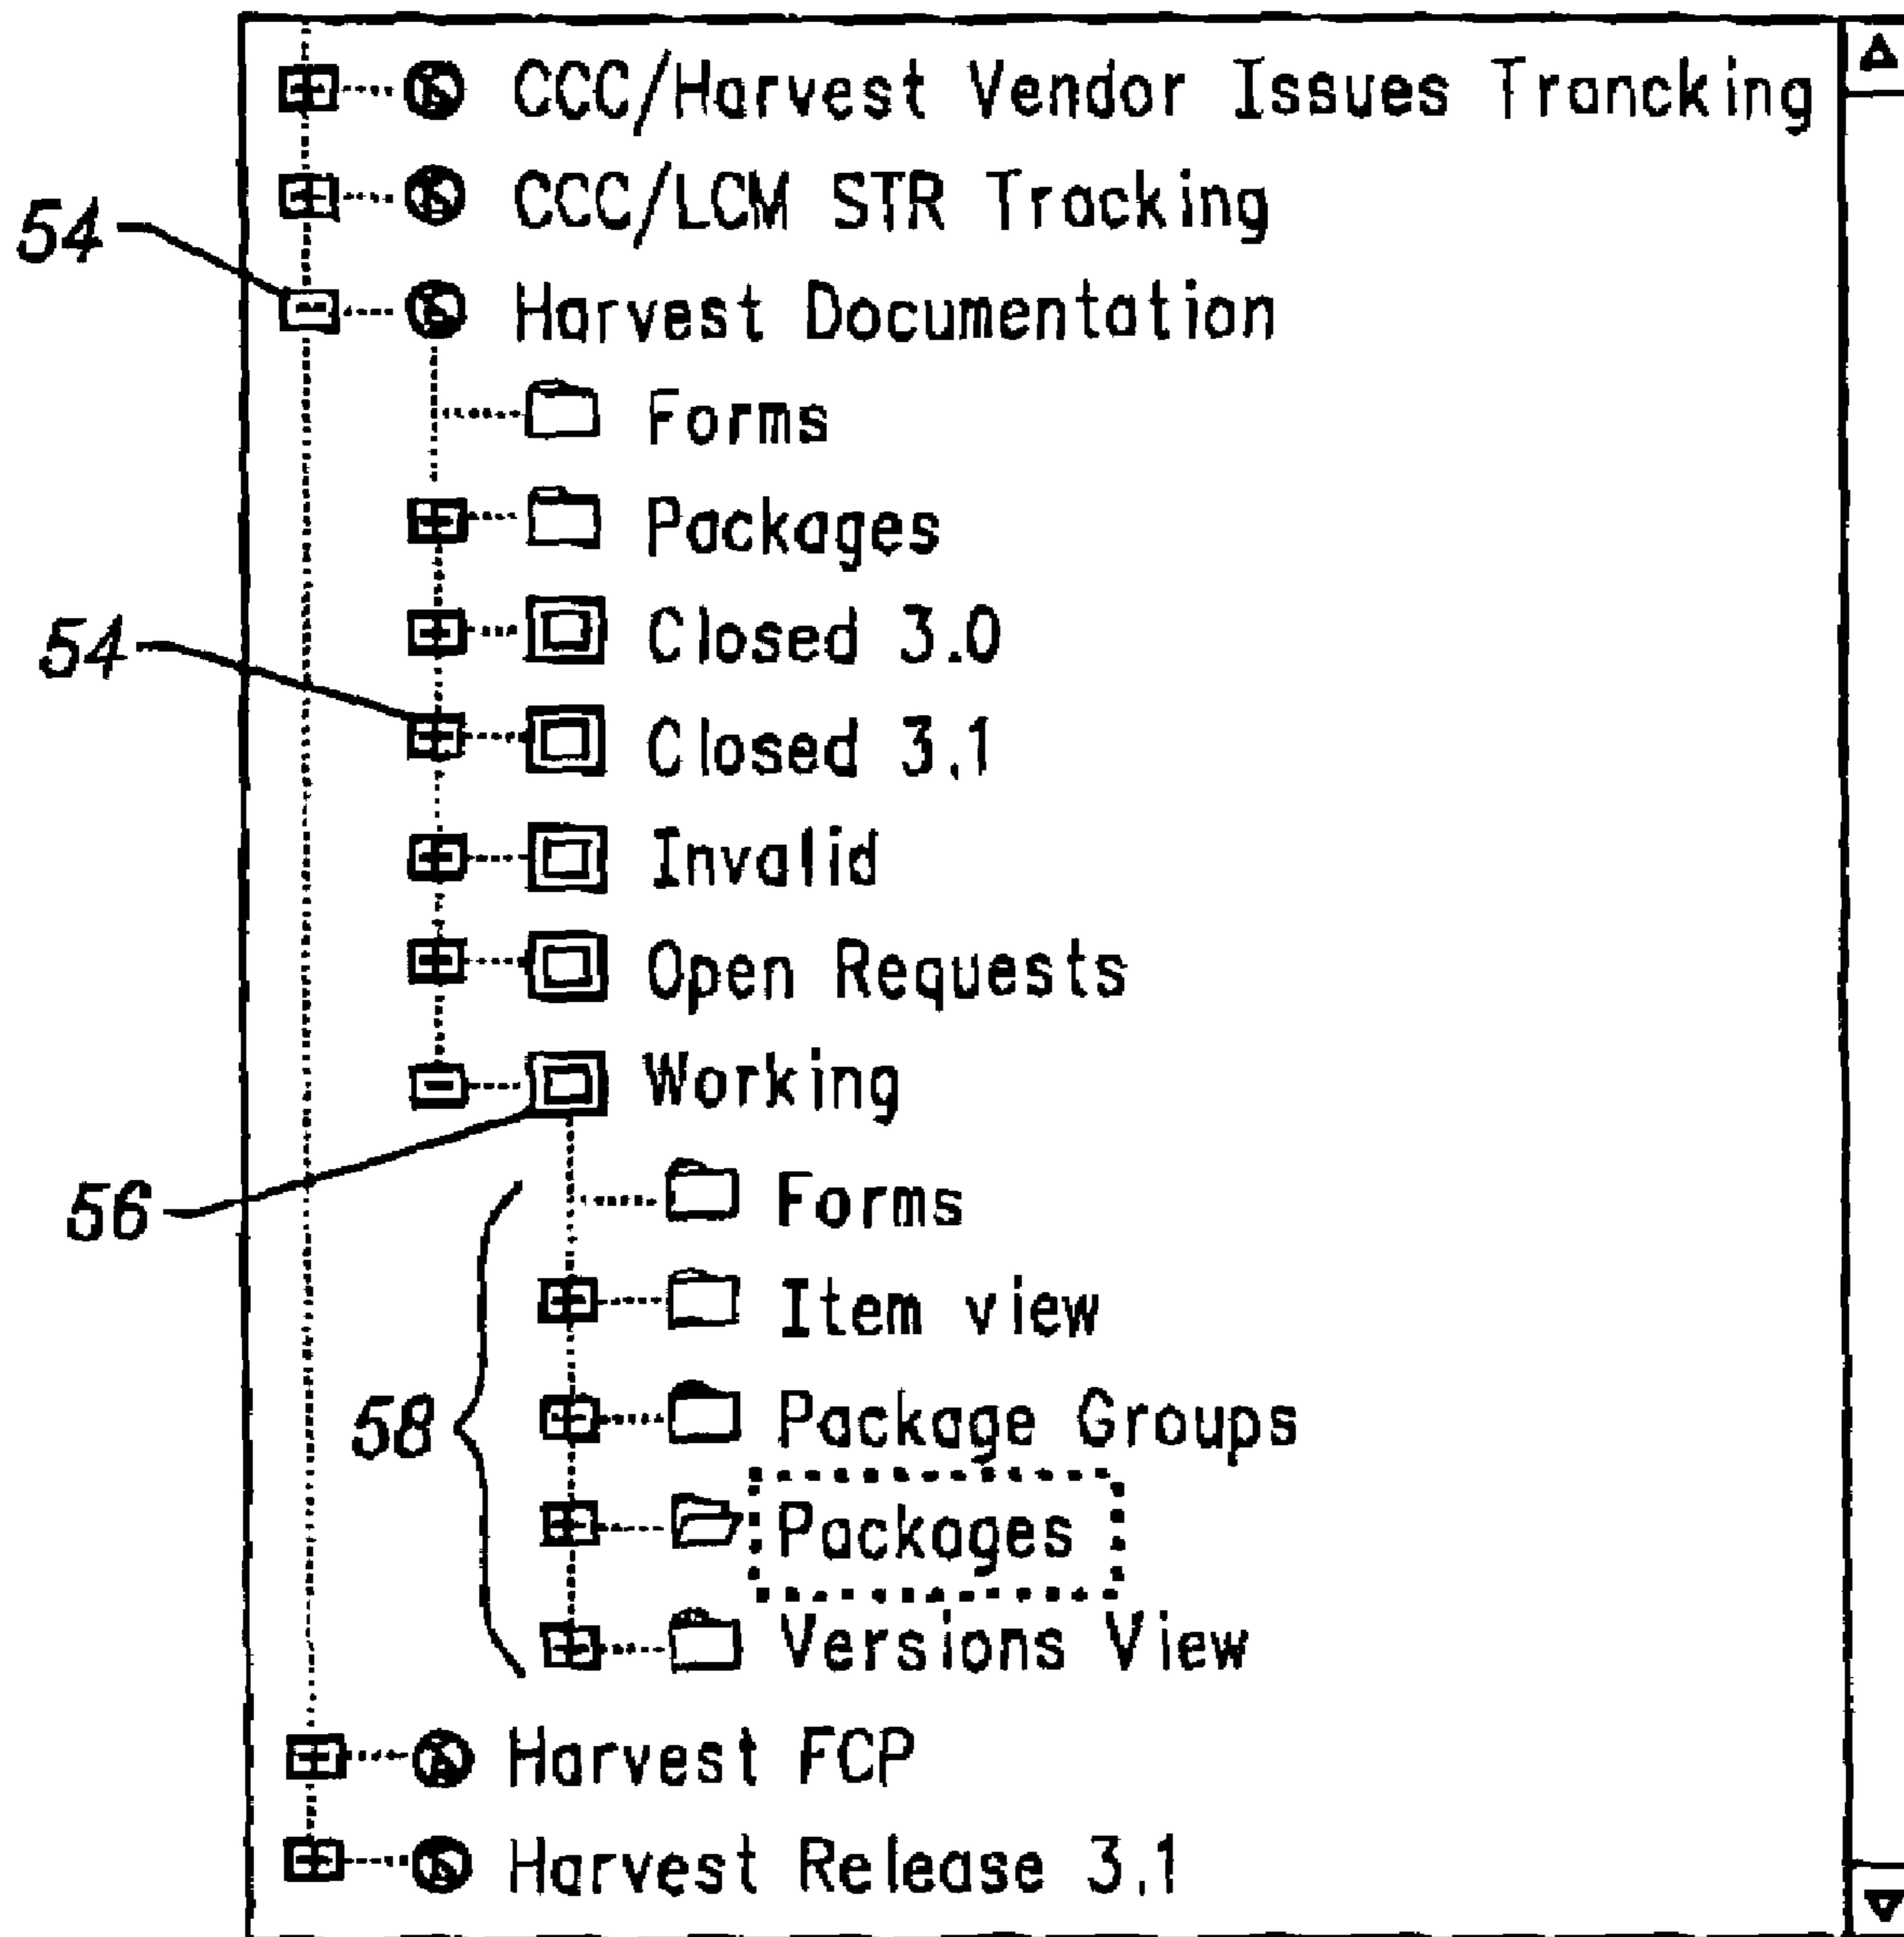 CCC/Harvest Vendor Issues Trancking
CCC/LCM STR Tracking
54
Harvest Documentation
Forms
Packages
Closed 3.0
54
Closed 3.1
Invalid
Open Requests
Working
56
Forms
Item view
58
Package Groups
Packages
Versions View
Harvest FCP
Harvest Release 3.1